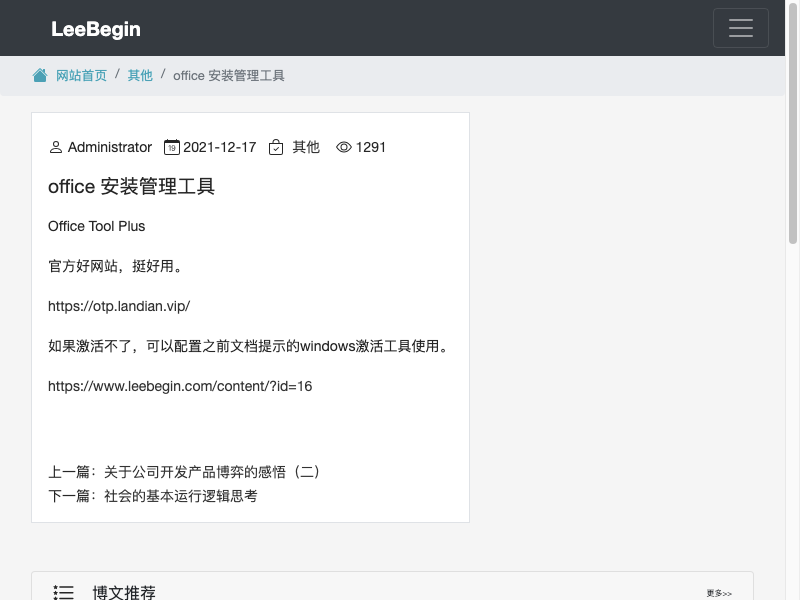 LeeBegin
网站首页 / 其他 / office 安装管理工具
Administrator 19 2021-12-17 其他 1291
office 安装管理工具
Office Tool Plus
官方好网站，挺好用。
https://otp.landian.vip/
如果激活不了，可以配置之前文档提示的windows激活工具使用。
https://www.leebegin.com/content/?id=16
上一篇：关于公司开发产品博弈的感悟（二）
下一篇：社会的基本运行逻辑思考
博文推荐 更多>>